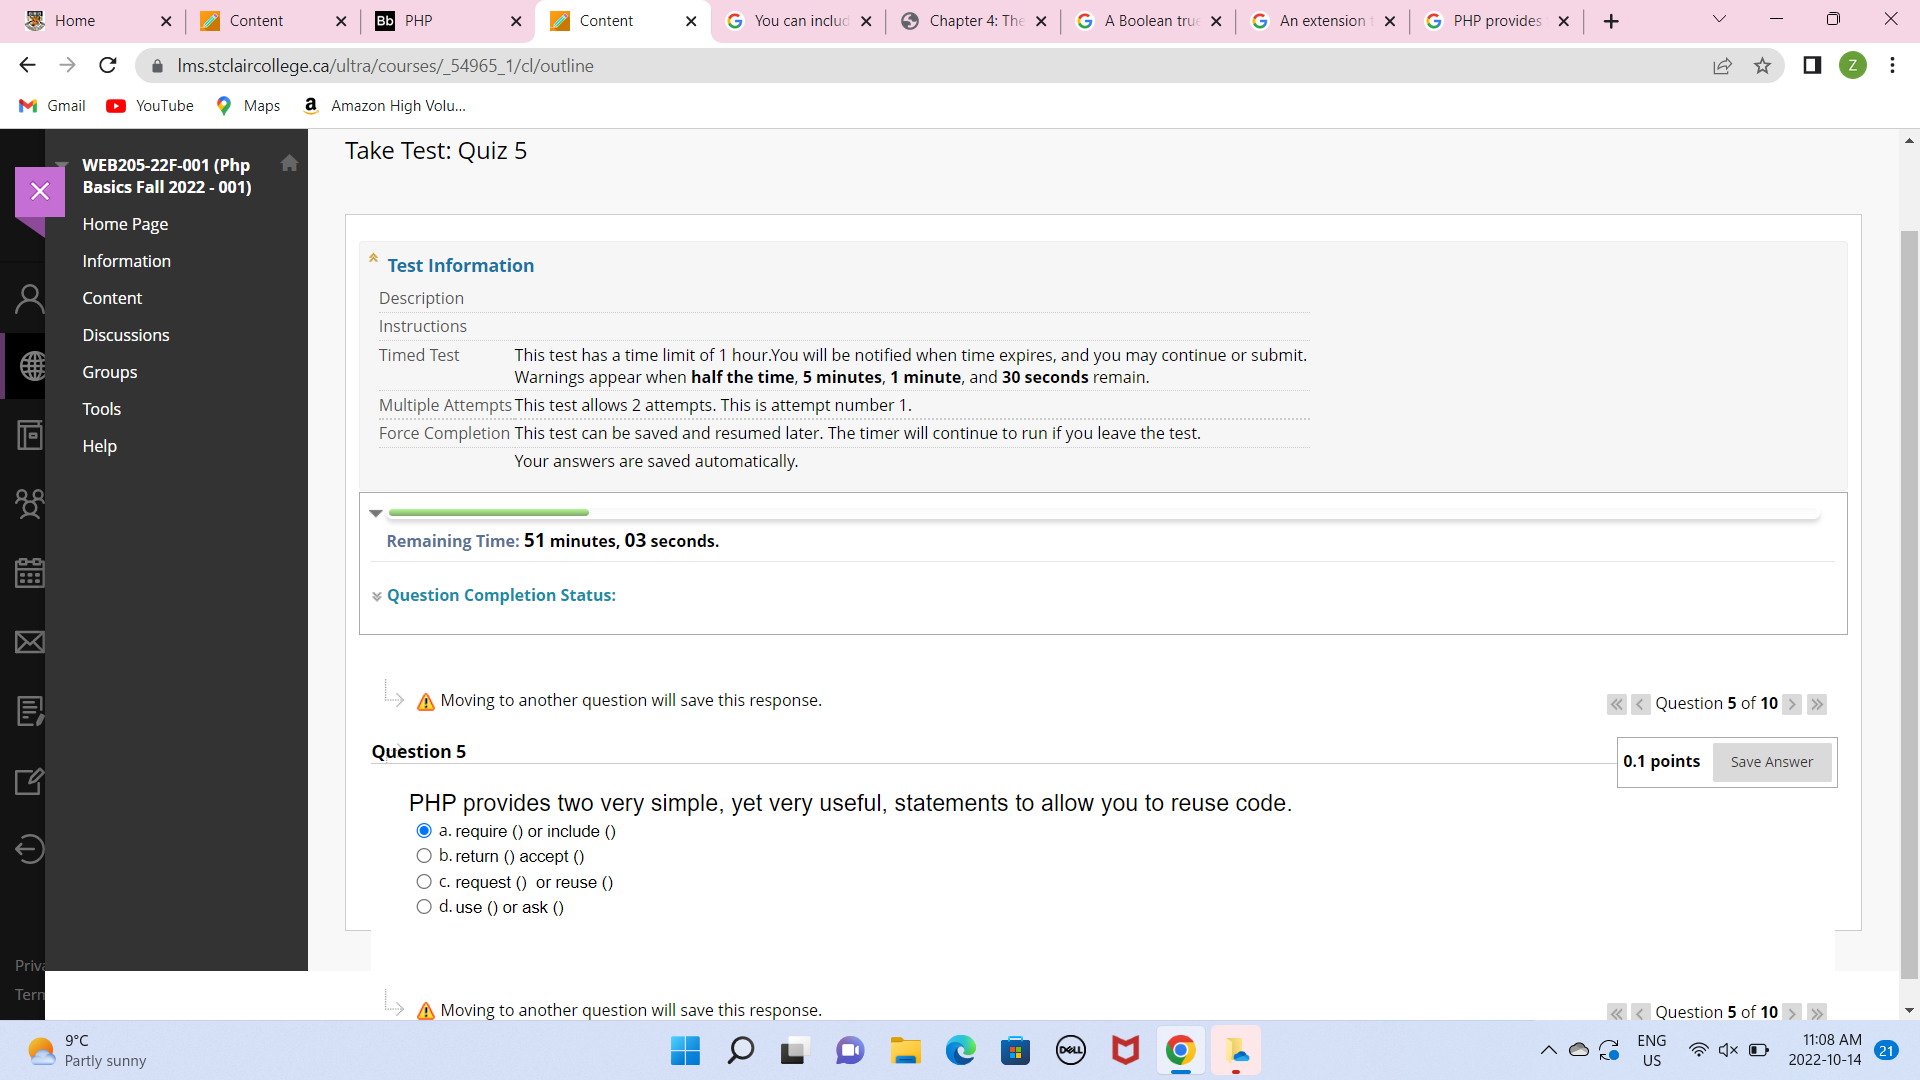 Home
Content
Bb PHP
Content
You can includ
Chapter 4: The
A Boolean true
An extension t
PHP provides
lms.stclaircollege.ca/ultra/courses/_54965_1/cl/outline
Z
Gmail
YouTube
Maps
Amazon High Volu...
WEB205-22F-001 (Php
Basics Fall 2022 - 001)
Home Page
Information
Content
Discussions
Groups
Tools
Help
Priva
Term
Take Test: Quiz 5
Test Information
Description
Instructions
Timed Test This test has a time limit of 1 hour.You will be notified when time expires, and you may continue or submit.
Warnings appear when half the time, 5 minutes, 1 minute, and 30 seconds remain.
Multiple Attempts This test allows 2 attempts. This is attempt number 1.
Force Completion This test can be saved and resumed later. The timer will continue to run if you leave the test.
Your answers are saved automatically.
Remaining Time: 51 minutes, 03 seconds.
Question Completion Status:
Moving to another question will save this response.
Question 5 of 10
Question 5
0.1 points Save Answer
PHP provides two very simple, yet very useful, statements to allow you to reuse code.
a. require () or include ()
b. return () accept ()
c. request ()  or reuse ()
d. use () or ask ()
Moving to another question will save this response.
Question 5 of 10
9°C
Partly sunny
DELL
ENG
US
11:08 AM
2022-10-14
21